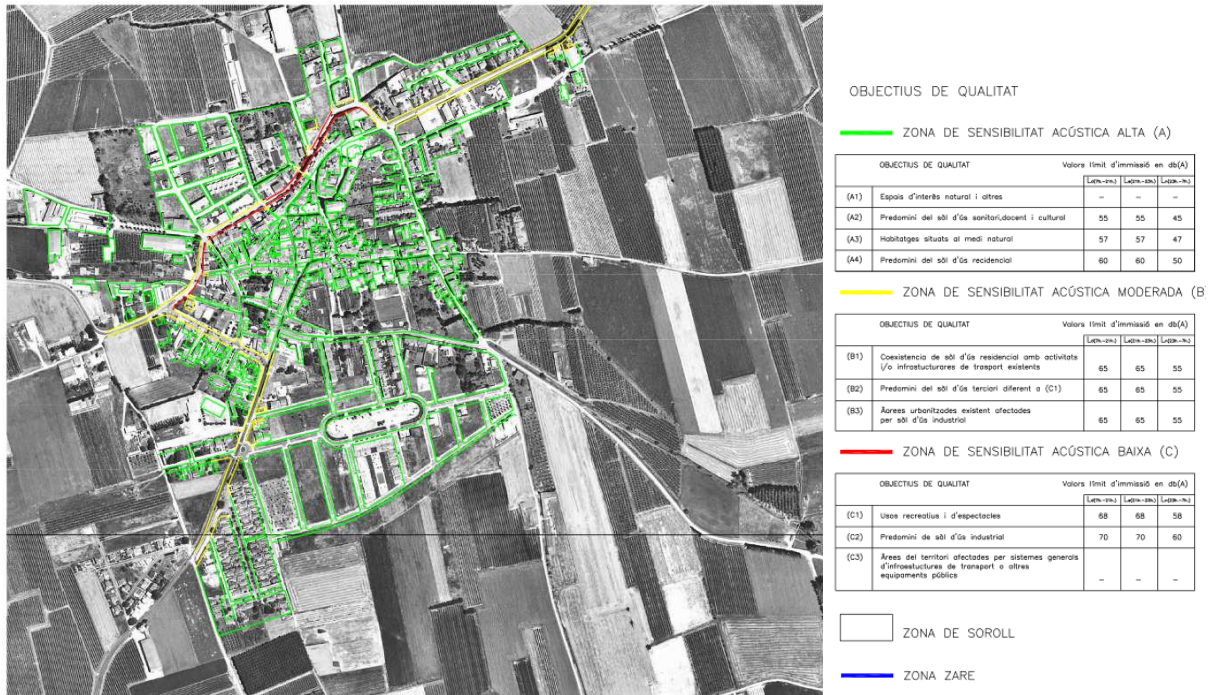 OBJECTIUS DE QUALITAT
ZONA DE SENSIBILITAT ACÚSTICA ALTA (A)
OBJECTIUS DE QUALITAT Valors límit d'immisió en db(A)
(A1) Espais d'interès natural i altres – – –
(A2) Predomini del sòl d'ús sanitari,docent i cultural 55 55 45
(A3) Habitatges situats al medi natural 57 57 47
(A4) Predomini del sòl d'ús residencial 60 60 50
ZONA DE SENSIBILITAT ACÚSTICA MODERADA (B)
OBJECTIUS DE QUALITAT Valors límit d'immisió en db(A)
(B1) Coexistencia de sòl d'ús residencial amb activitats
i/o infrastucturares de trasport existents 65 65 55
(B2) Predomini del sòl d'ús terciari diferent a (C1) 65 65 55
(B3) Àarees urbanitzades existent afectades
per sòl d'ús industrial 65 65 55
ZONA DE SENSIBILITAT ACÚSTICA BAIXA (C)
OBJECTIUS DE QUALITAT Valors límit d'immisió en db(A)
(C1) Usos recreatius i d'espectacles 68 68 58
(C2) Predomini de sòl d'ús industrial 70 70 60
(C3) Àrees del territori afectades per sistemes generals
d'infraestuctures de transport o altres
equipaments públics – – –
ZONA DE SOROLL
ZONA ZARE